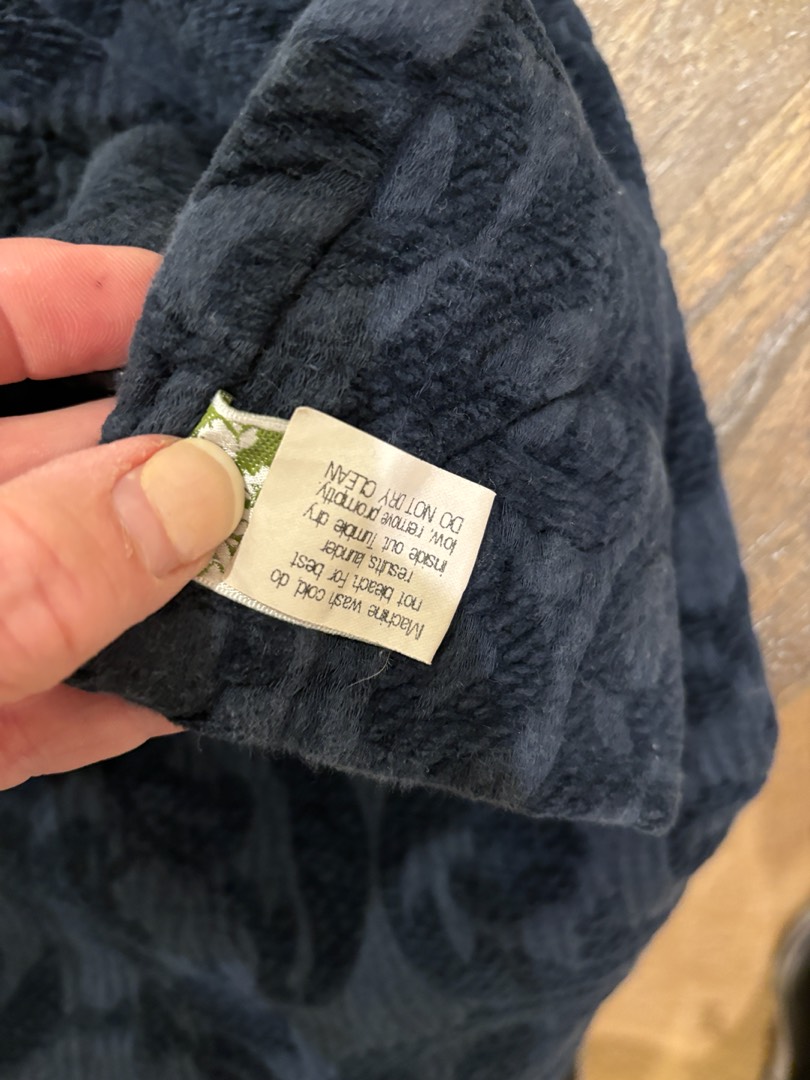 Machine wash cold, do
not bleach. For best
results, launder
inside out. Tumble dry
low, remove promptly.
DO NOT DRY CLEAN